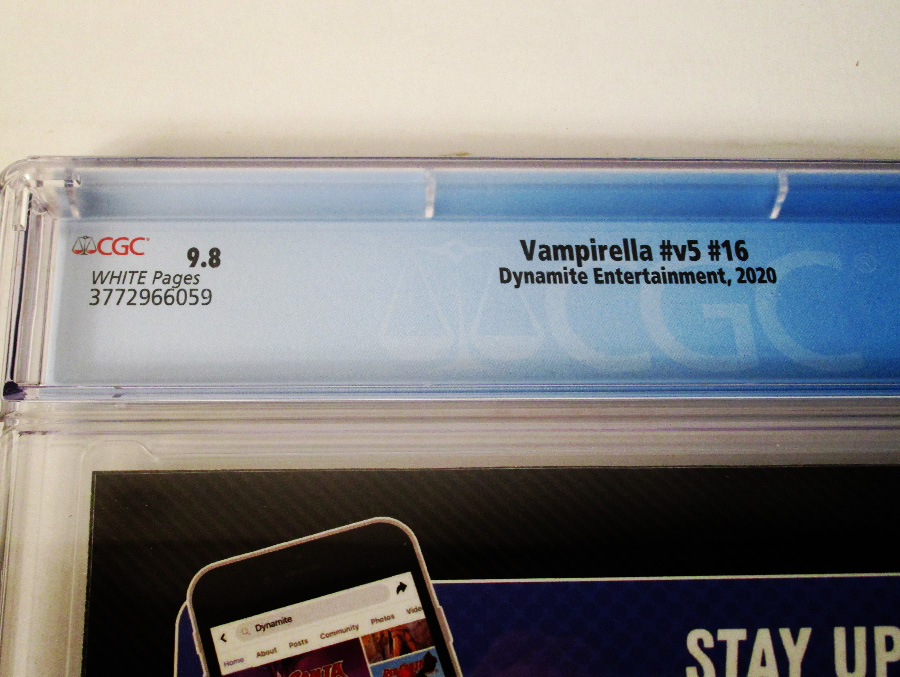 CGC
9.8
WHITE Pages
3772966059
Vampirella #v5 #16
Dynamite Entertainment, 2020
CGC
Dynamite
Home About Posts Community Photos
STAY UP